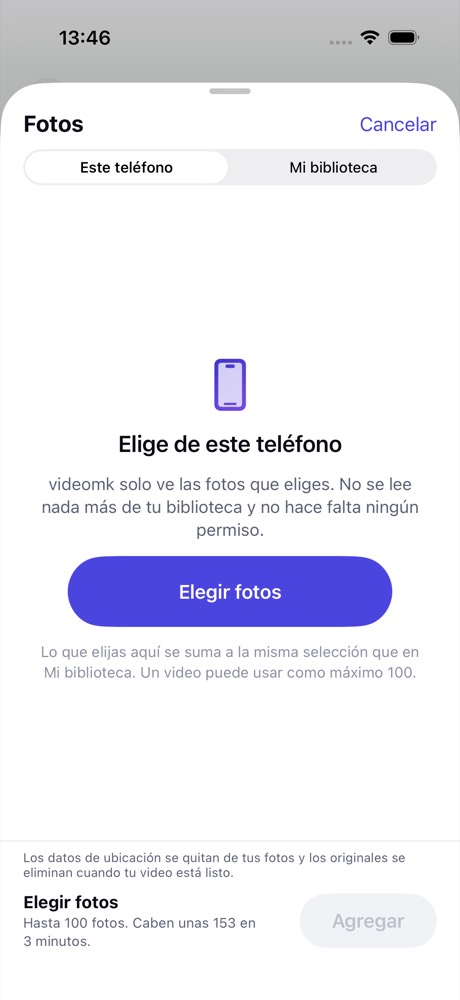 13:46
Fotos
Cancelar
Este teléfono
Mi biblioteca
Elige de este teléfono
videomk solo ve las fotos que eliges. No se lee
nada más de tu biblioteca y no hace falta ningún
permiso.
Elegir fotos
Lo que elijas aquí se suma a la misma selección que en
Mi biblioteca. Un video puede usar como máximo 100.
Los datos de ubicación se quitan de tus fotos y los originales se
eliminan cuando tu video está listo.
Elegir fotos
Hasta 100 fotos. Caben unas 153 en
3 minutos.
Agregar